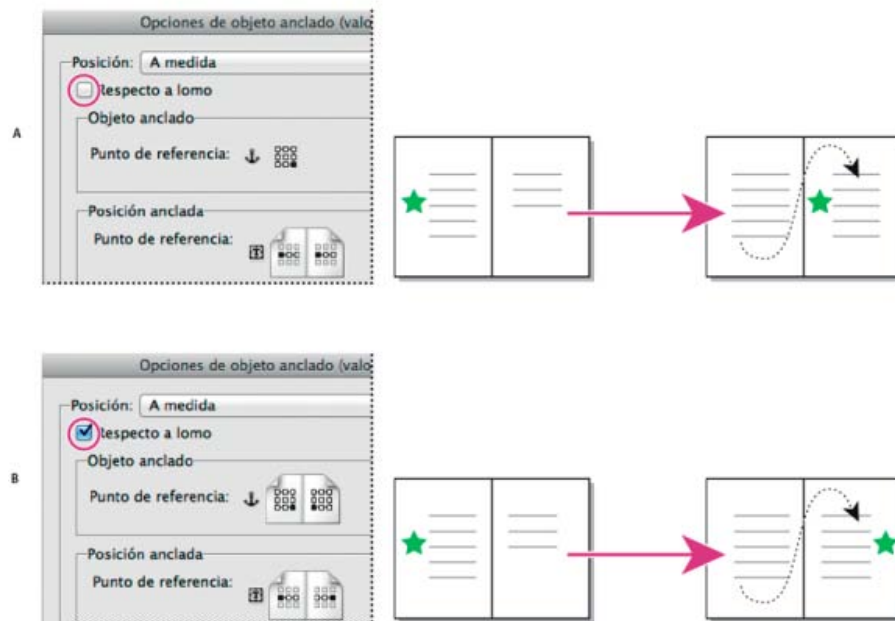 Opciones de objeto anclado (valo
Posición: A medida
Respecto a lomo
Objeto anclado
A
Punto de referencia:
Posición anclada
Punto de referencia:
Opciones de objeto anclado (valo
Posición: A medida
Respecto a lomo
Objeto anclado
B
Punto de referencia:
Posición anclada
Punto de referencia: